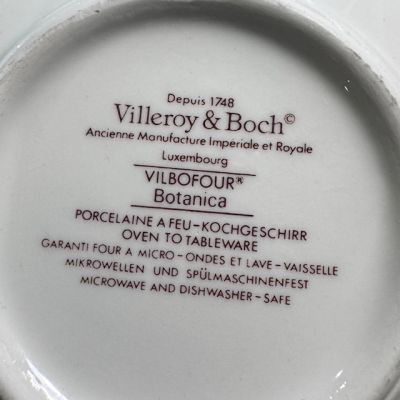 Depuis 1748
Villeroy & Boch©
Ancienne Manufacture Imperiale et Royale
Luxembourg
VILBOFOUR®
Botanica
PORCELAINE A FEU–KOCHGESCHIRR
OVEN TO TABLEWARE
GARANTI FOUR A MICRO–ONDES ET LAVE–VAISSELLE
MIKROWELLEN UND SPÜLMASCHINENFEST
MICROWAVE AND DISHWASHER–SAFE